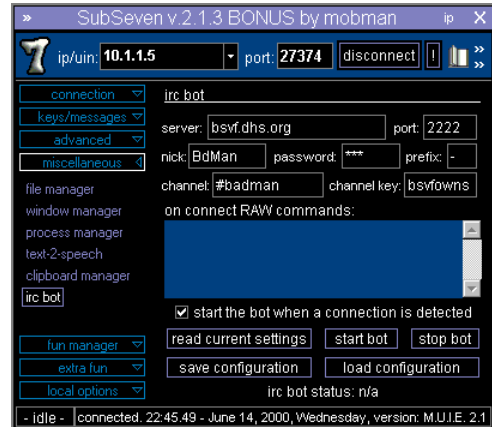 » SubSeven v.2.1.3 BONUS by mobman ip X
7 ip/uin: 10.1.1.5 port: 27374 disconnect ! »
connection
keys/messages
advanced
miscellaneous
file manager
window manager
process manager
text-2-speech
clipboard manager
irc bot
fun manager
extra fun
local options
irc bot
server: bsvf.dhs.org port: 2222
nick: BdMan password: *** prefix: -
channel: #badman channel key: bsvfowns
on connect RAW commands:
start the bot when a connection is detected
read current settings start bot stop bot
save configuration load configuration
irc bot status: n/a
- idle - connected. 22:45.49 - June 14, 2000, Wednesday, version: M.U.I.E. 2.1